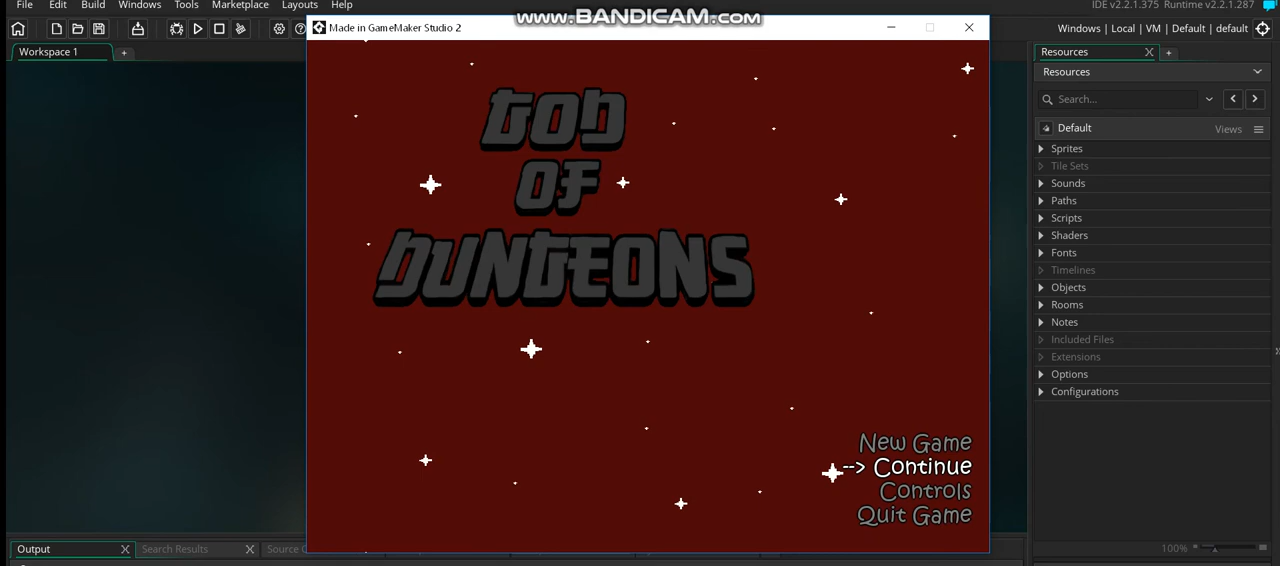 www.BANDICAM.com
File Edit Build Windows Tools Marketplace Layouts Help
IDE v2.2.1.375 Runtime v2.2.1.287
Made in GameMaker Studio 2
Windows | Local | VM | Default | default
Workspace 1
Resources
Resources
Search...
Default Views
Sprites
Tile Sets
Sounds
Paths
Scripts
Shaders
Fonts
Timelines
Objects
Rooms
Notes
Included Files
Extensions
Options
Configurations
GOD
OF
DUNGEONS
New Game
--> Continue
Controls
Quit Game
Output Search Results Source
100%